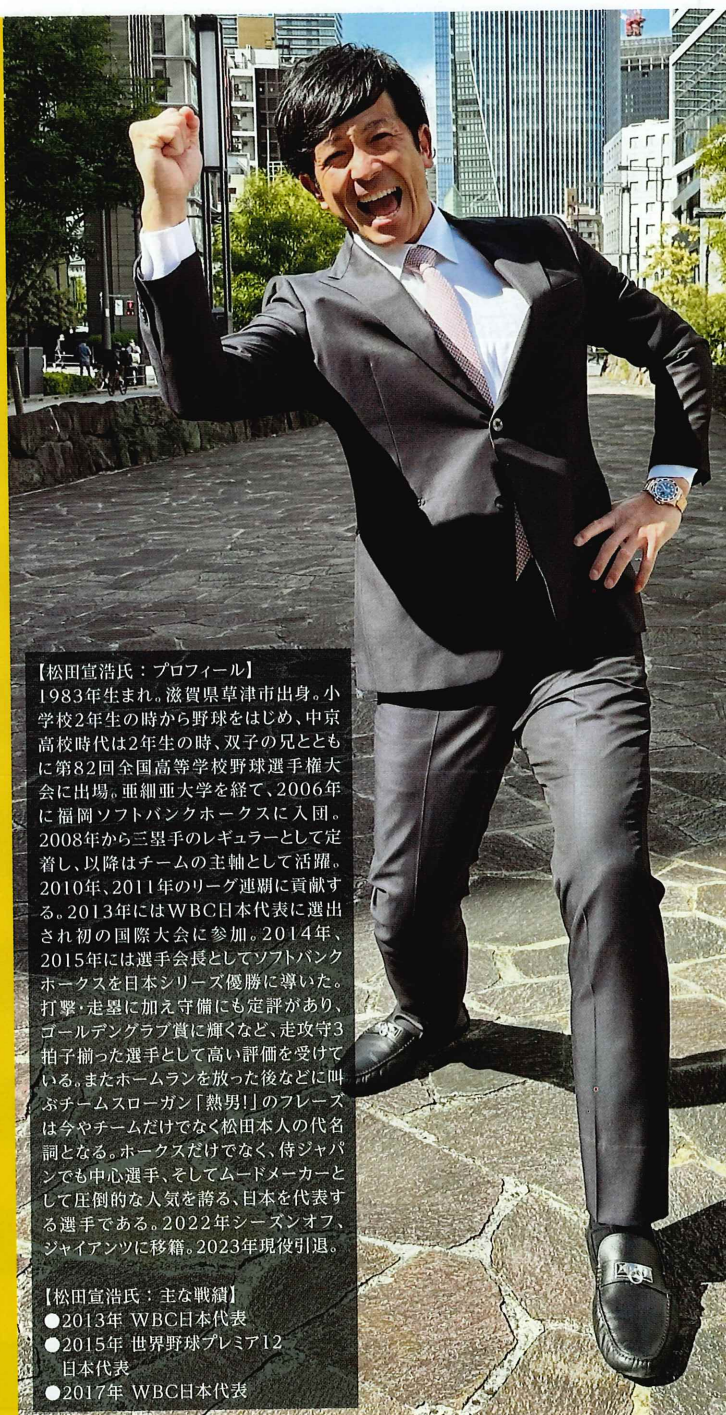 【松田宣浩氏：プロフィール】
1983年生まれ。滋賀県草津市出身。小
学校2年生の時から野球をはじめ、中京
高校時代は2年生の時、双子の兄ととも
に第82回全国高等学校野球選手権大
会に出場。亜細亜大学を経て、2006年
に福岡ソフトバンクホークスに入団。
2008年から三塁手のレギュラーとして定
着し、以降はチームの主軸として活躍。
2010年、2011年のリーグ連覇に貢献す
る。2013年にはWBC日本代表に選出
され初の国際大会に参加。2014年、
2015年には選手会長としてソフトバンク
ホークスを日本シリーズ優勝に導いた。
打撃・走塁に加え守備にも定評があり、
ゴールデングラブ賞に輝くなど、走攻守3
拍子揃った選手として高い評価を受けて
いる。またホームランを放った後などに叫
ぶチームスローガン「熱男!」のフレーズ
は今やチームだけでなく松田本人の代名
詞となる。ホークスだけでなく、侍ジャパ
ンでも中心選手、そしてムードメーカーと
して圧倒的な人気を誇る、日本を代表す
る選手である。2022年シーズンオフ、
ジャイアンツに移籍。2023年現役引退。
【松田宣浩氏：主な戦績】
●2013年 WBC日本代表
●2015年 世界野球プレミア12
日本代表
●2017年 WBC日本代表